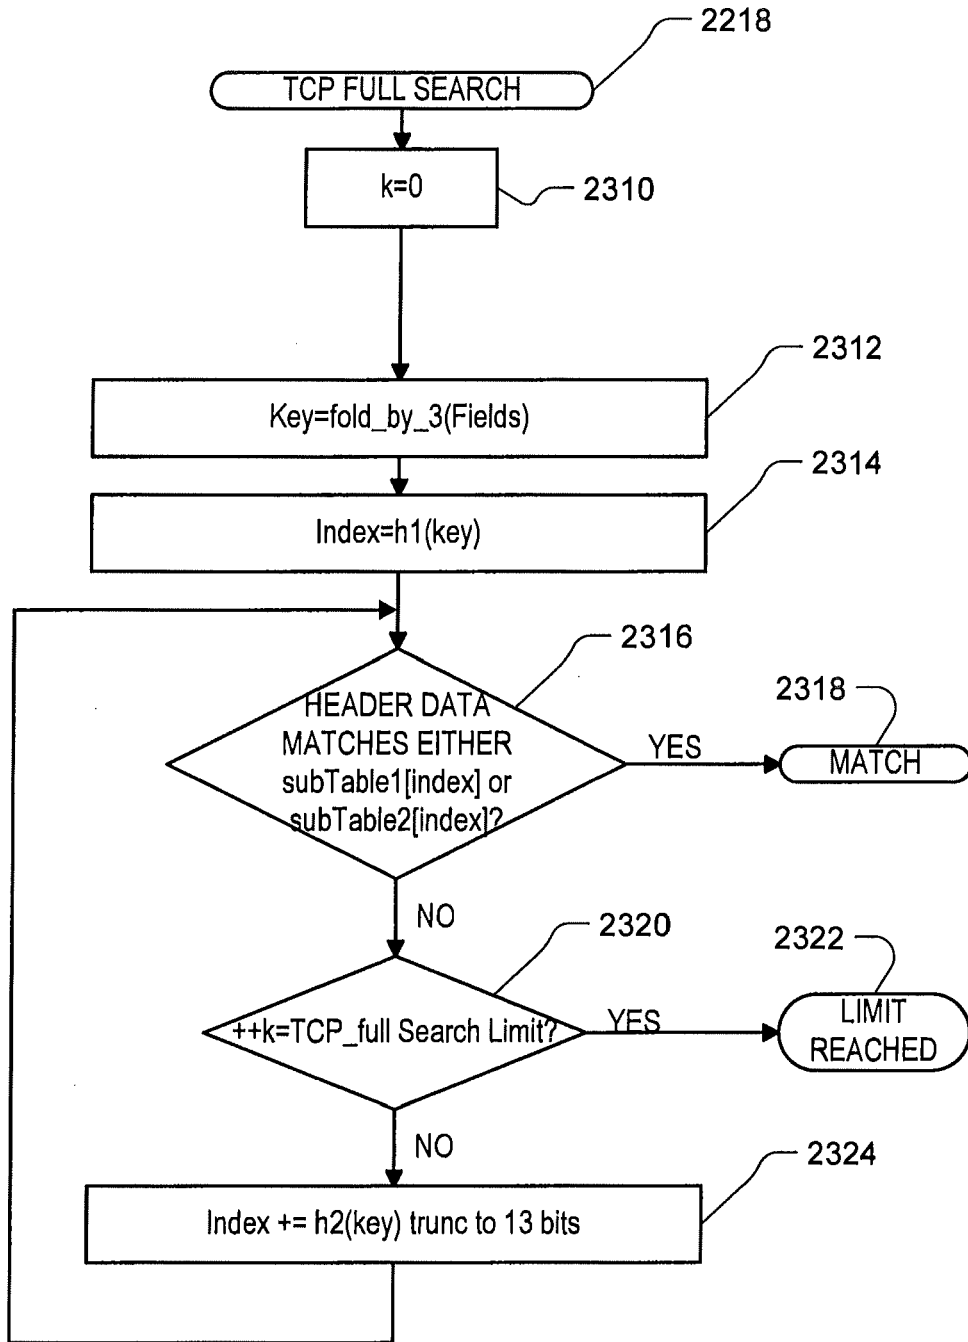 2218
TCP FULL SEARCH
k=0
2310
2312
Key=fold_by_3(Fields)
2314
Index=h1(key)
2316
HEADER DATA
MATCHES EITHER
subTable1[index] or
subTable2[index]?
YES
2318
MATCH
NO
2320
++k=TCP_full Search Limit?
YES
2322
LIMIT
REACHED
NO
2324
Index += h2(key) trunc to 13 bits